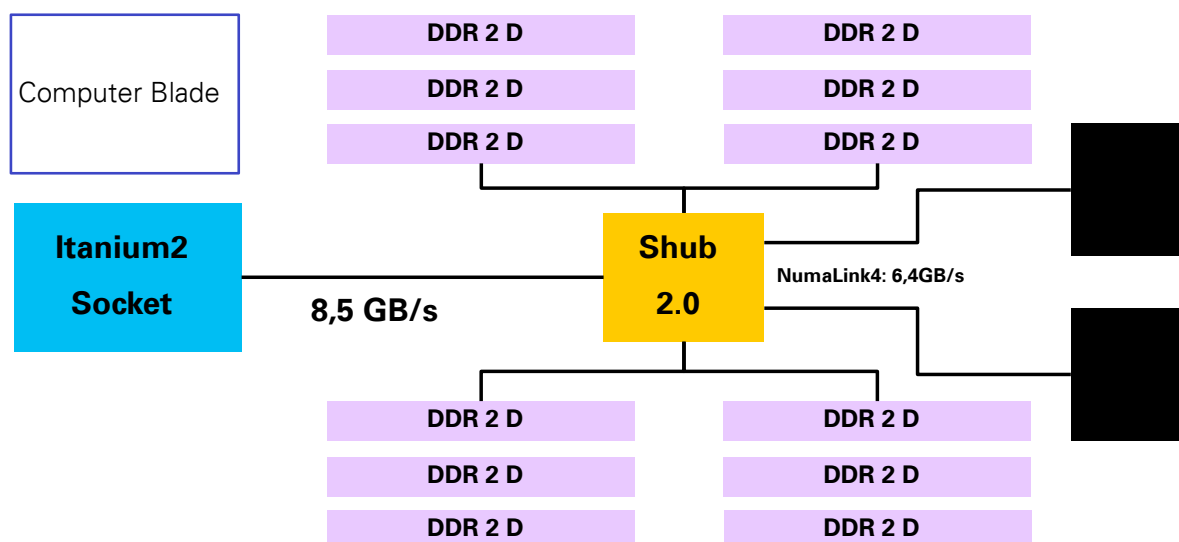 DDR 2 D
DDR 2 D
Computer Blade
DDR 2 D
DDR 2 D
DDR 2 D
DDR 2 D
Itanium2
Socket
8,5 GB/s
Shub
2.0
NumaLink4: 6,4GB/s
DDR 2 D
DDR 2 D
DDR 2 D
DDR 2 D
DDR 2 D
DDR 2 D